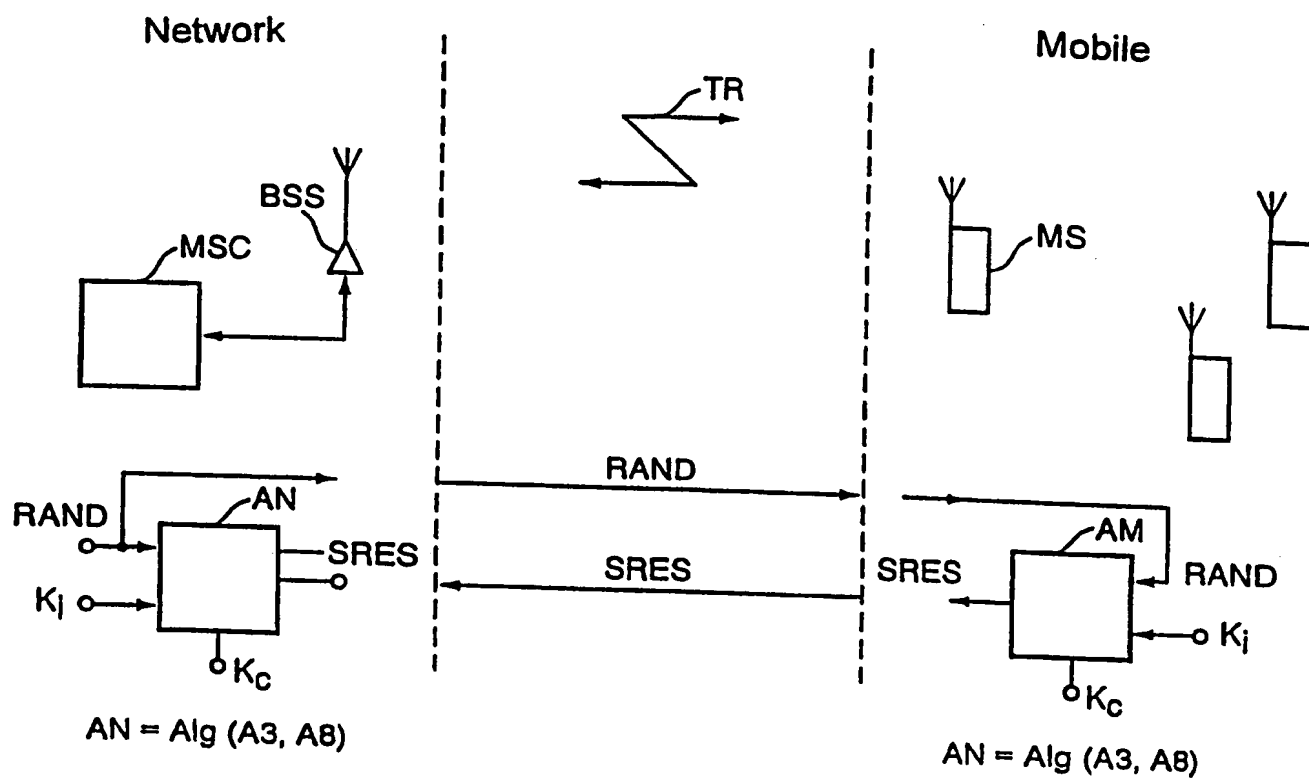 Network
Mobile
TR
BSS
MSC
MS
RAND
AN
RAND
SRES
AM
SRES
SRES
RAND
Ki
Ki
Kc
Kc
AN = Alg (A3, A8)
AN = Alg (A3, A8)